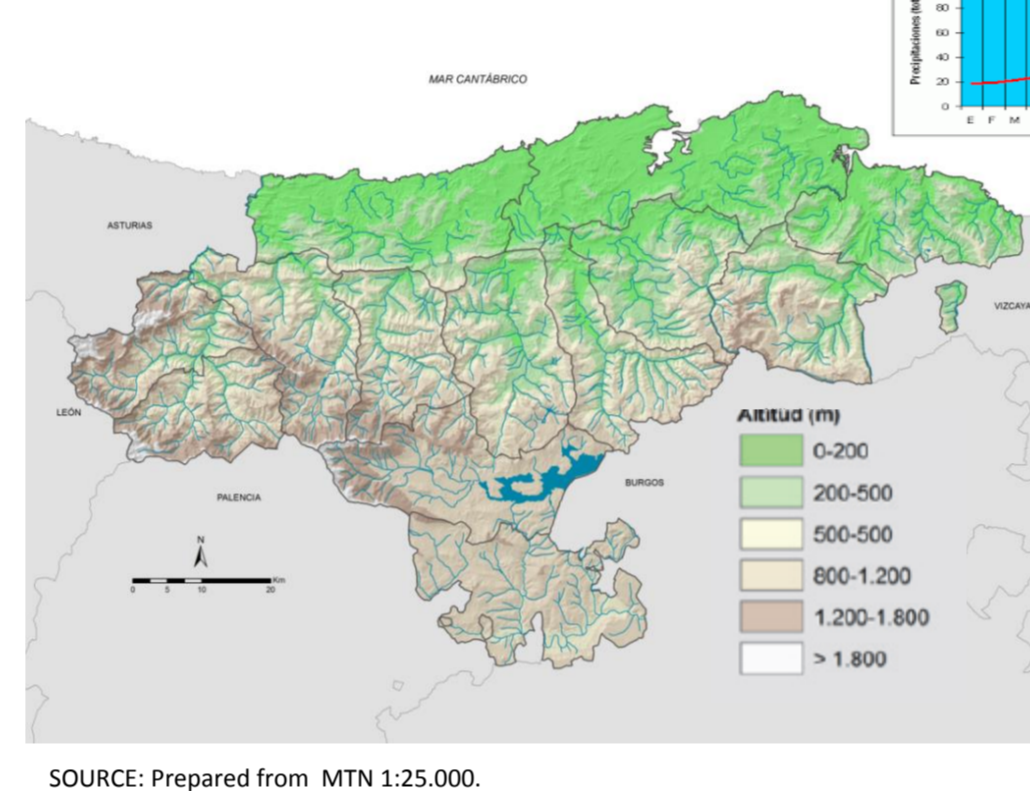 Precipitaciones (tot
80
60
40
20
0
E F M
MAR CANTÁBRICO
ASTURIAS
VIZCAYA
LEÓN
PALENCIA
BURGOS
N
Km
0 5 10 20
Altitud (m)
0-200
200-500
500-500
800-1.200
1.200-1.800
> 1.800
SOURCE: Prepared from MTN 1:25.000.